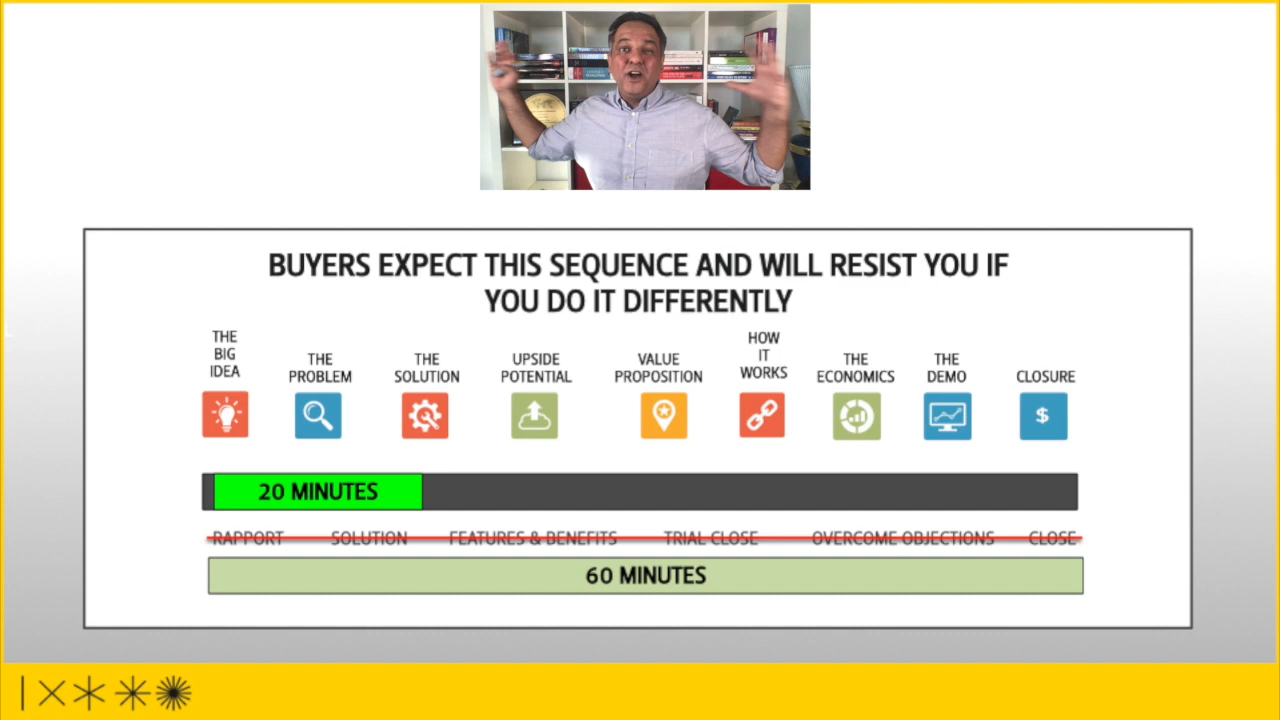 BUYERS EXPECT THIS SEQUENCE AND WILL RESIST YOU IF
YOU DO IT DIFFERENTLY
THE
BIG
IDEA
THE
PROBLEM
THE
SOLUTION
UPSIDE
POTENTIAL
VALUE
PROPOSITION
HOW
IT
WORKS
THE
ECONOMICS
THE
DEMO
CLOSURE
$
20 MINUTES
RAPPORT SOLUTION FEATURES & BENEFITS TRIAL CLOSE OVERCOME OBJECTIONS CLOSE
60 MINUTES